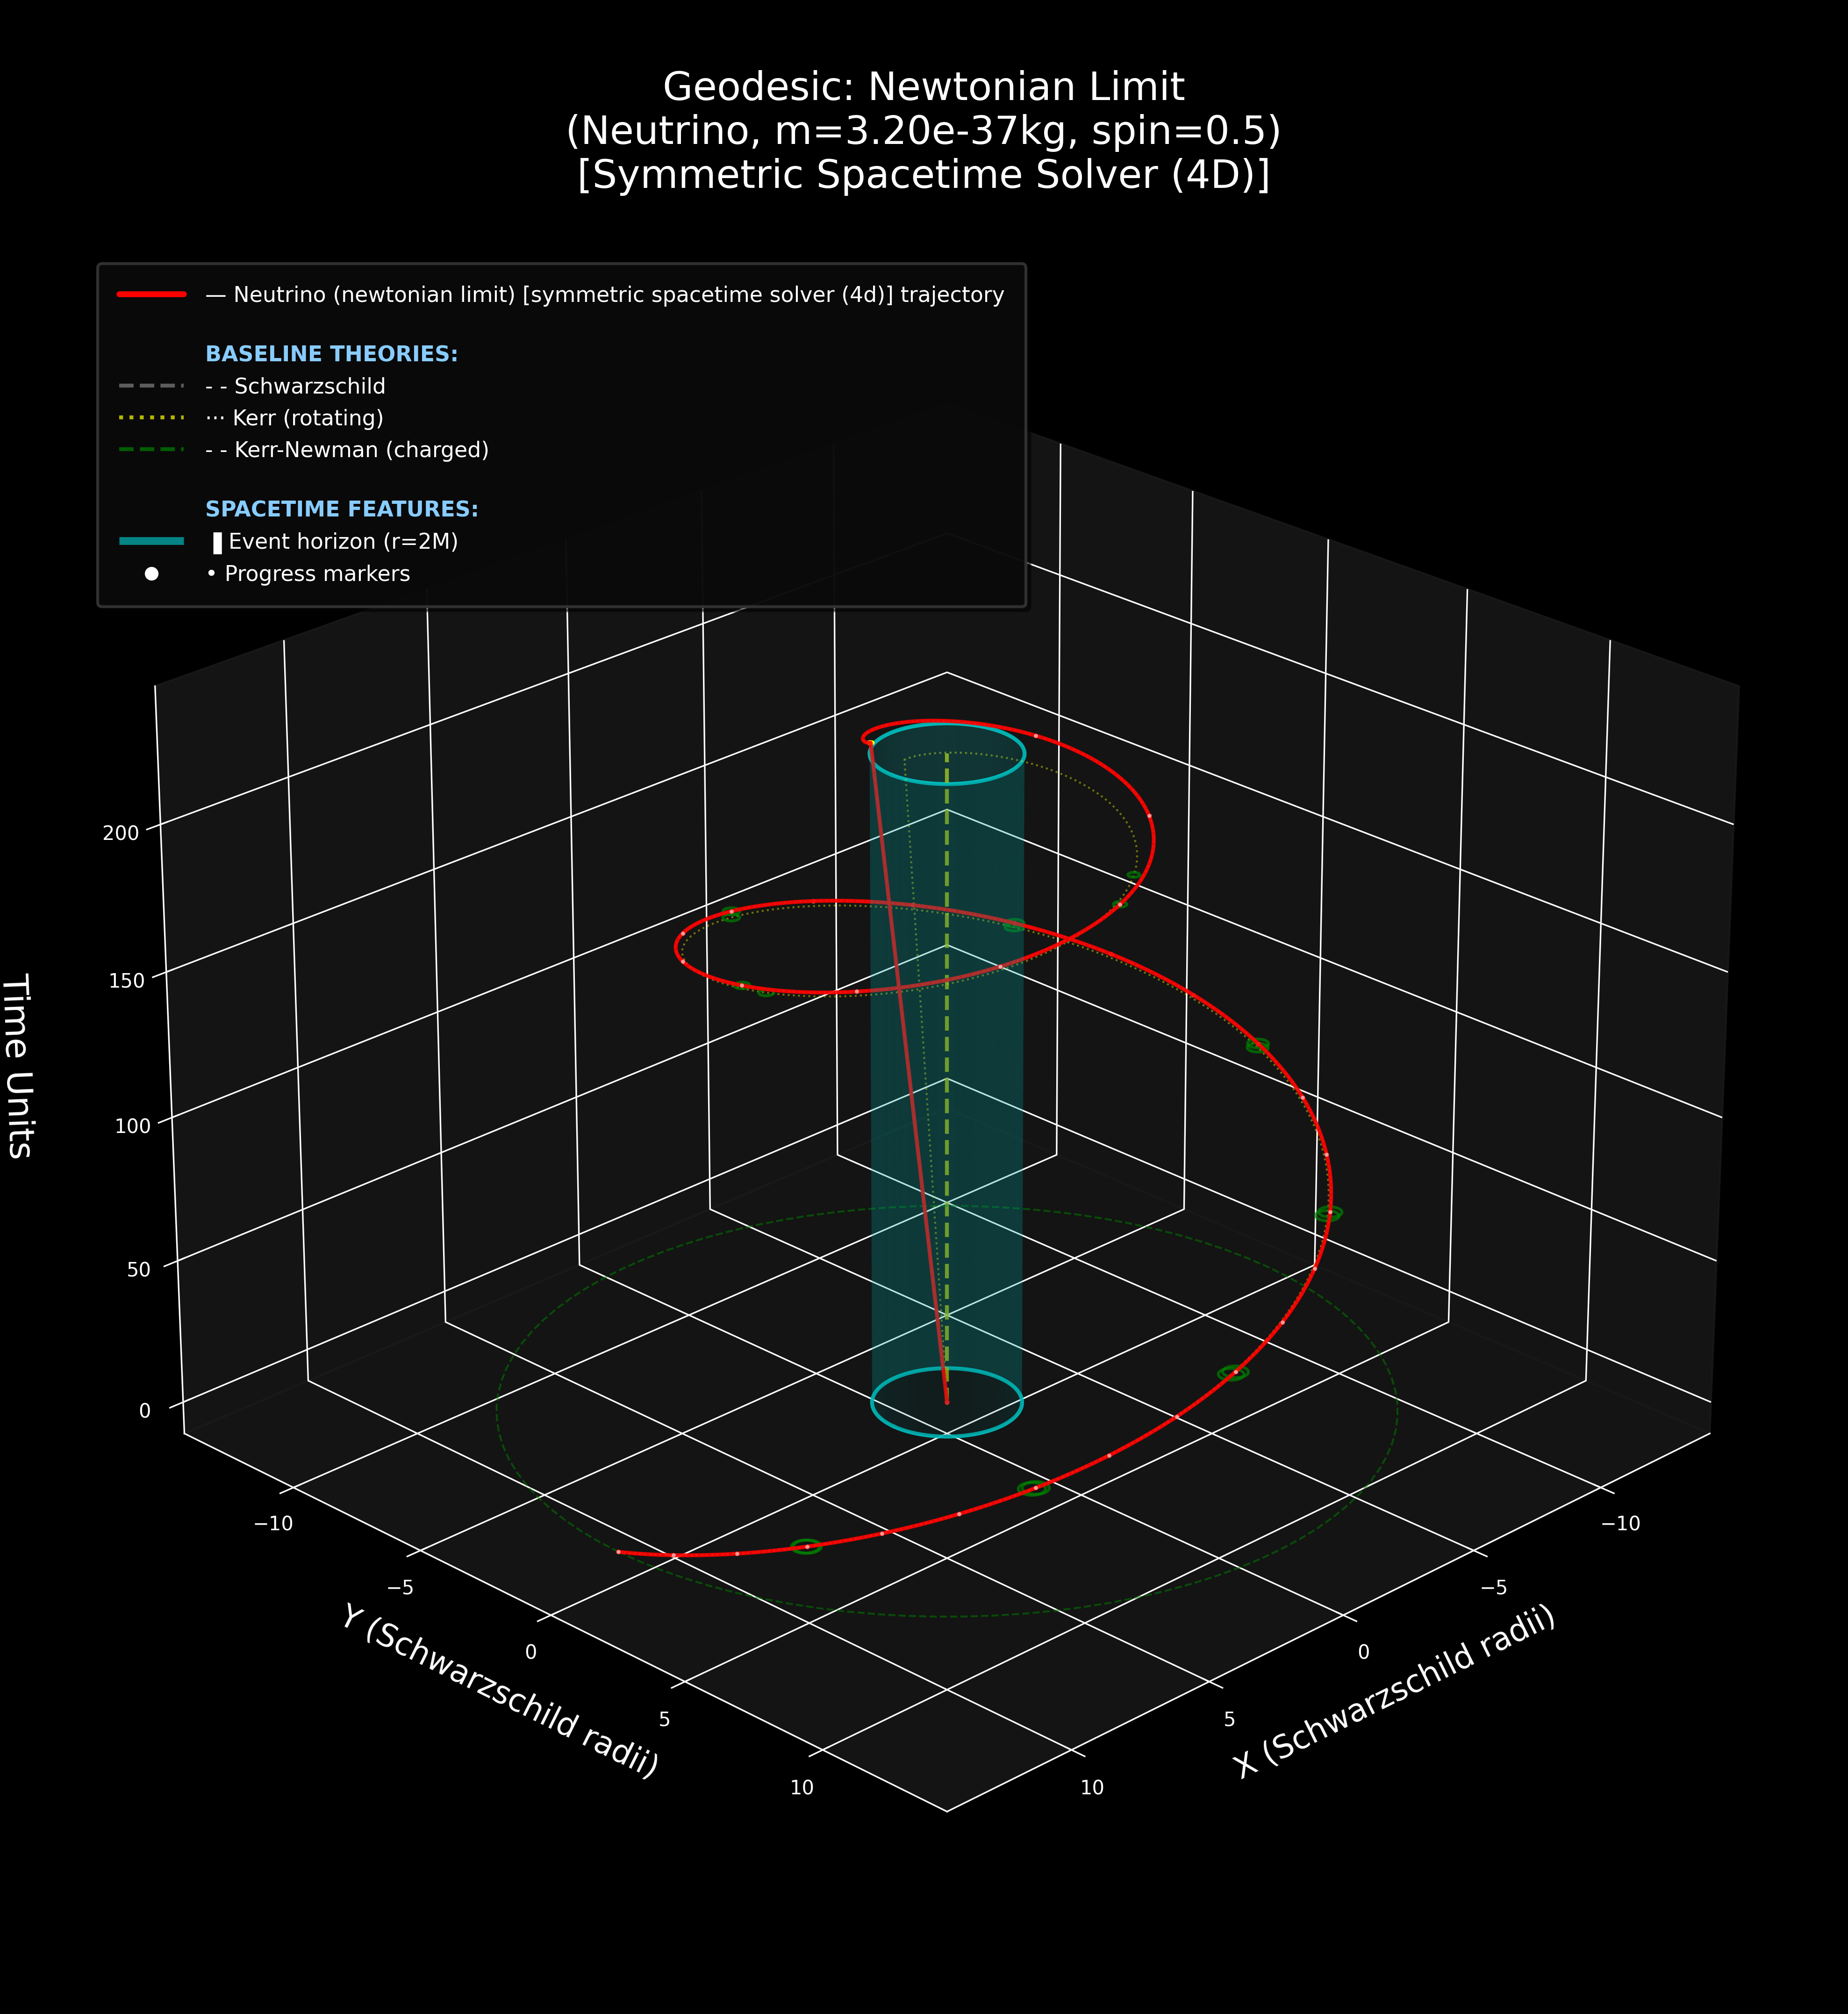 Geodesic: Newtonian Limit
(Neutrino, m=3.20e-37kg, spin=0.5)
[Symmetric Spacetime Solver (4D)]
— Neutrino (newtonian limit) [symmetric spacetime solver (4d)] trajectory
BASELINE THEORIES:
- - Schwarzschild
··· Kerr (rotating)
- - Kerr-Newman (charged)
SPACETIME FEATURES:
▐ Event horizon (r=2M)
• Progress markers
200
150
100
50
0
Time Units
−10
−5
0
5
10
Y (Schwarzschild radii)
−10
−5
0
5
10
X (Schwarzschild radii)